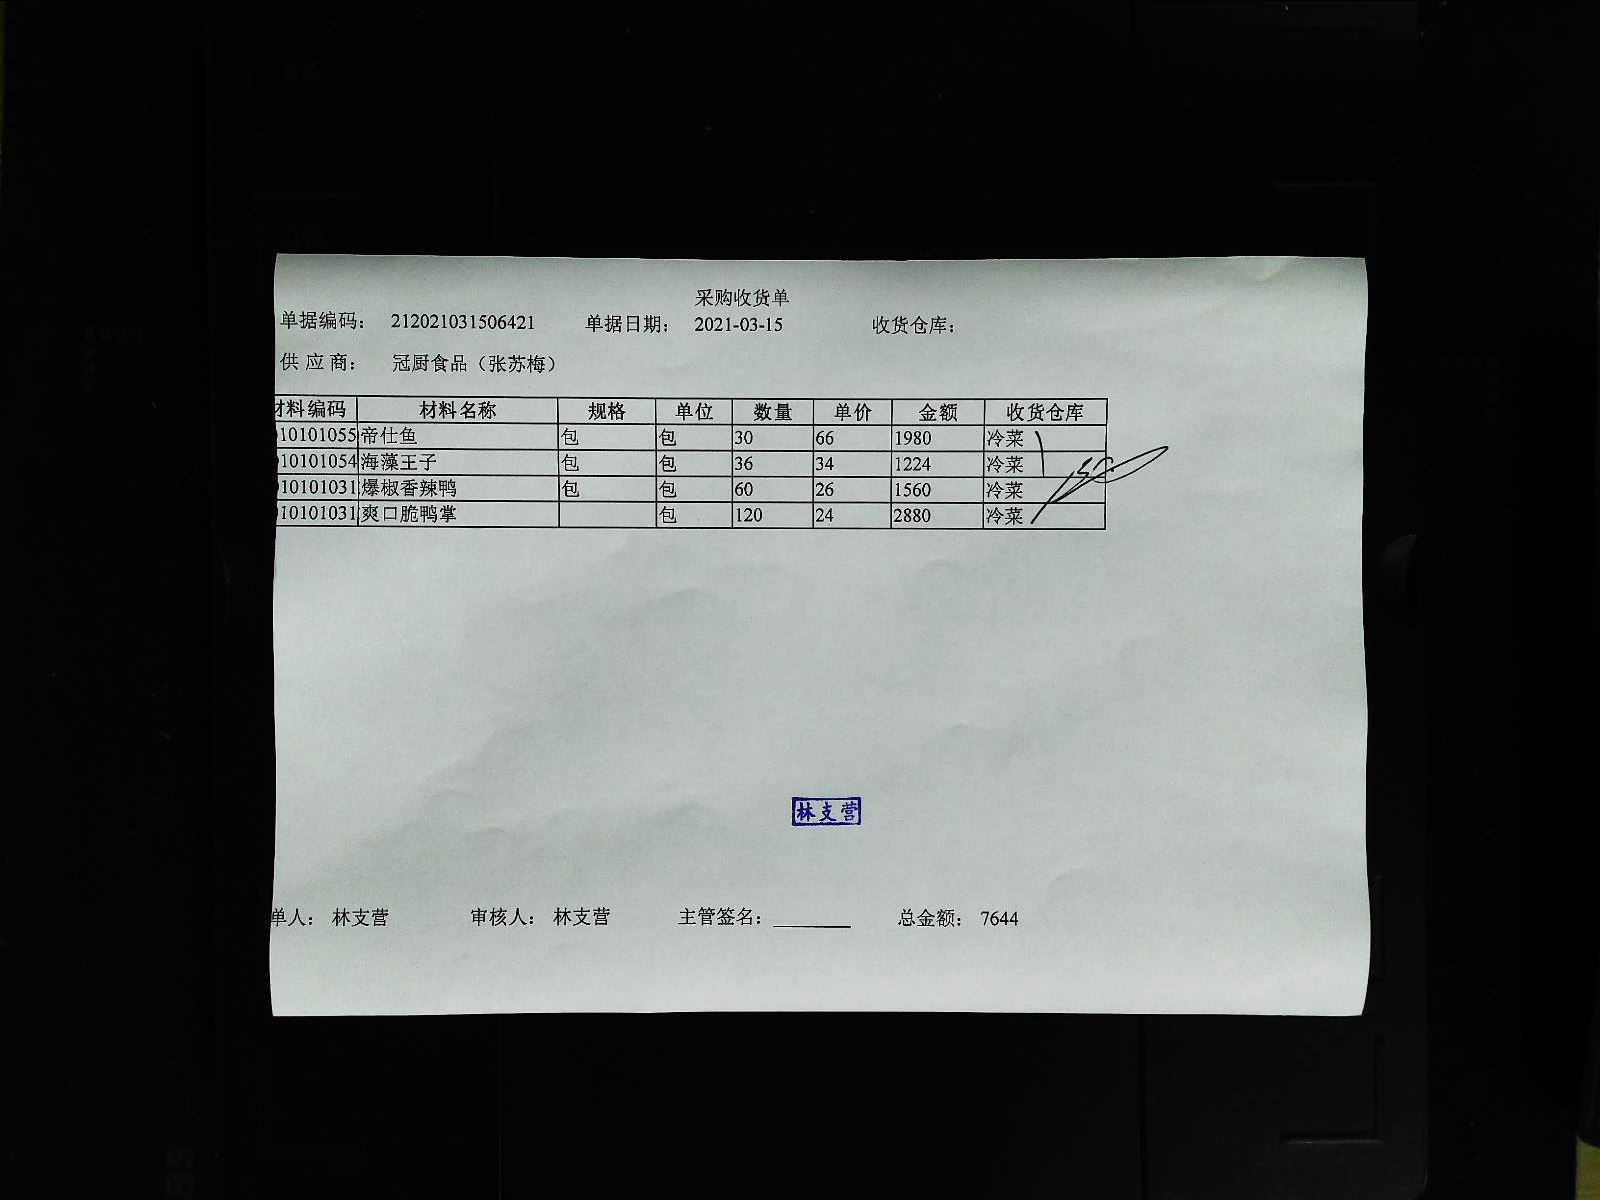 采购收货单
单据编码： 212021031506421 单据日期： 2021-03-15 收货仓库：
供 应 商： 冠厨食品（张苏梅）
材料编码 材料名称 规格 单位 数量 单价 金额 收货仓库
10101055 帝仕鱼 包 包 30 66 1980 冷菜
10101054 海藻王子 包 包 36 34 1224 冷菜
10101031 爆椒香辣鸭 包 包 60 26 1560 冷菜
10101031 爽口脆鸭掌 包 120 24 2880 冷菜
林支营
单人： 林支营 审核人： 林支营 主管签名： 总金额： 7644